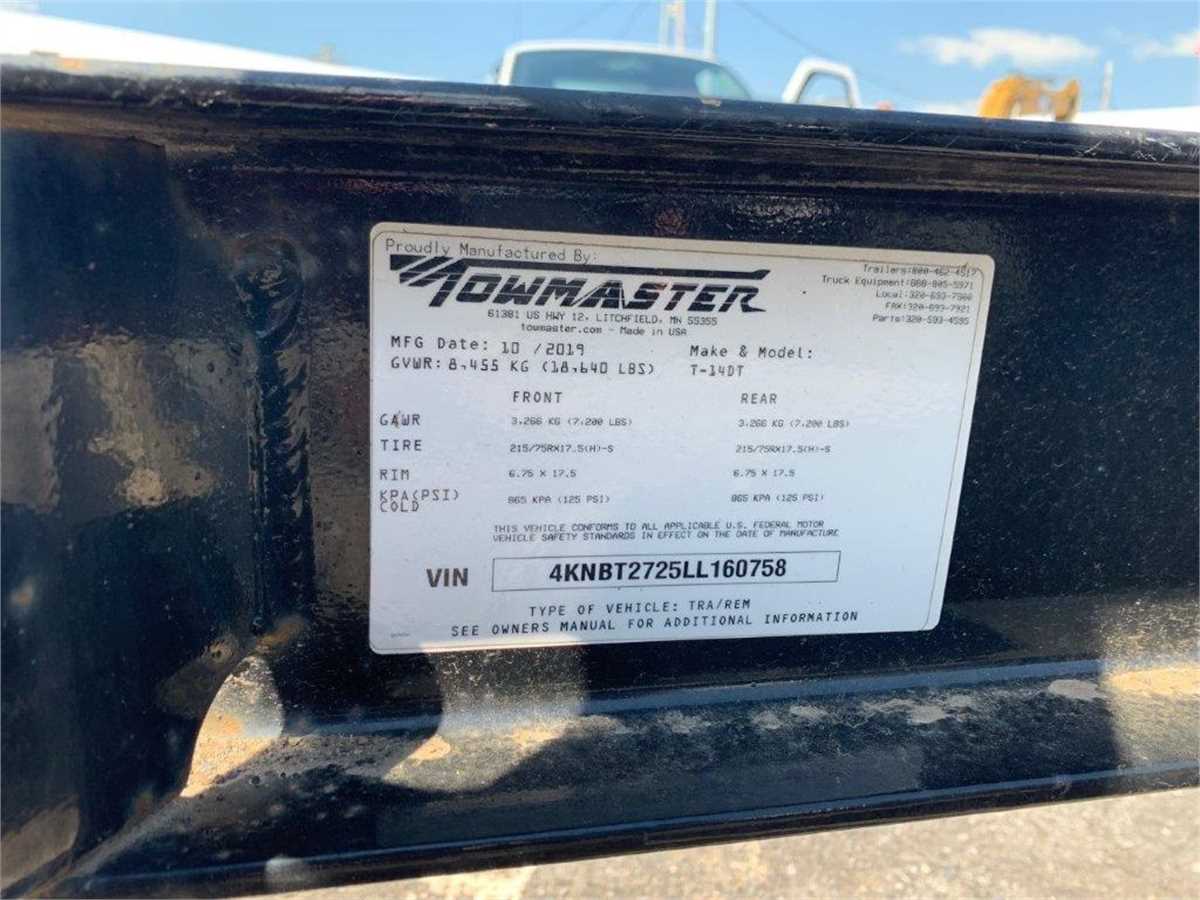 Proudly Manufactured By:
TOWMASTER
61381 US HWY 12, LITCHFIELD, MN 55355
towmaster.com - Made in USA
Trailers:800-462-4517
Truck Equipment:888-805-5971
Local:320-693-7900
FAX:320-693-7921
Parts:320-593-4595
MFG Date: 10 /2019
GVWR: 8,455 KG (18,640 LBS)
Make & Model:
T-14DT
FRONT REAR
GAWR 3,266 KG (7,200 LBS) 3,266 KG (7,200 LBS)
TIRE 215/75RX17.5(H)-S 215/75RX17.5(H)-S
RIM 6.75 X 17.5 6.75 X 17.5
KPA(PSI) COLD 865 KPA (125 PSI) 865 KPA (125 PSI)
THIS VEHICLE CONFORMS TO ALL APPLICABLE U.S. FEDERAL MOTOR
VEHICLE SAFETY STANDARDS IN EFFECT ON THE DATE OF MANUFACTURE
VIN 4KNBT2725LL160758
TYPE OF VEHICLE: TRA/REM
SEE OWNERS MANUAL FOR ADDITIONAL INFORMATION